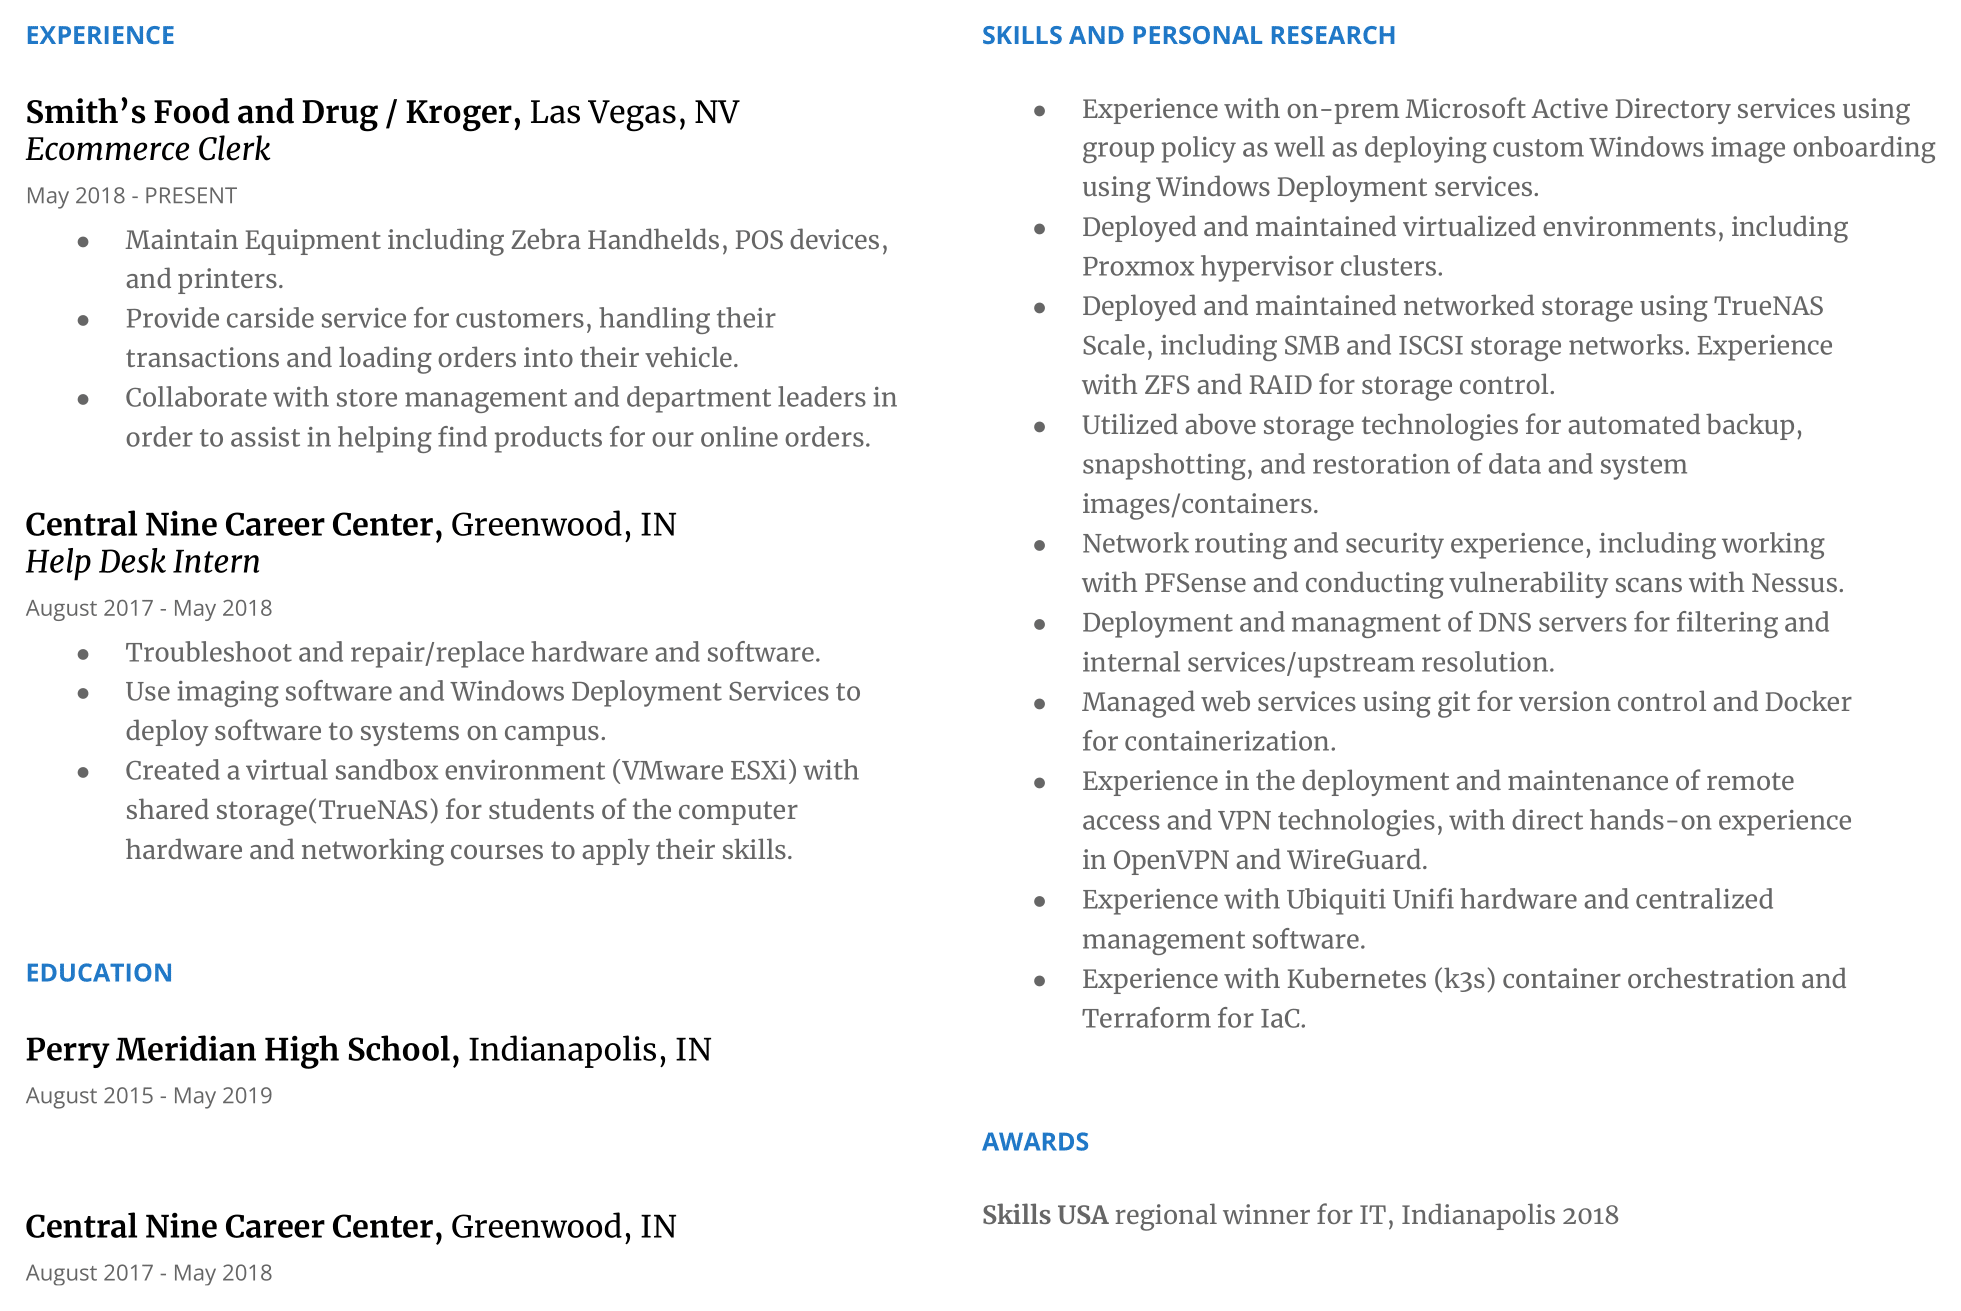 EXPERIENCE
Smith’s Food and Drug / Kroger, Las Vegas, NV
Ecommerce Clerk
May 2018 - PRESENT
● Maintain Equipment including Zebra Handhelds, POS devices,
and printers.
● Provide carside service for customers, handling their
transactions and loading orders into their vehicle.
● Collaborate with store management and department leaders in
order to assist in helping find products for our online orders.
Central Nine Career Center, Greenwood, IN
Help Desk Intern
August 2017 - May 2018
● Troubleshoot and repair/replace hardware and software.
● Use imaging software and Windows Deployment Services to
deploy software to systems on campus.
● Created a virtual sandbox environment (VMware ESXi) with
shared storage(TrueNAS) for students of the computer
hardware and networking courses to apply their skills.
EDUCATION
Perry Meridian High School, Indianapolis, IN
August 2015 - May 2019
Central Nine Career Center, Greenwood, IN
August 2017 - May 2018
SKILLS AND PERSONAL RESEARCH
● Experience with on-prem Microsoft Active Directory services using
group policy as well as deploying custom Windows image onboarding
using Windows Deployment services.
● Deployed and maintained virtualized environments, including
Proxmox hypervisor clusters.
● Deployed and maintained networked storage using TrueNAS
Scale, including SMB and ISCSI storage networks. Experience
with ZFS and RAID for storage control.
● Utilized above storage technologies for automated backup,
snapshotting, and restoration of data and system
images/containers.
● Network routing and security experience, including working
with PFSense and conducting vulnerability scans with Nessus.
● Deployment and managment of DNS servers for filtering and
internal services/upstream resolution.
● Managed web services using git for version control and Docker
for containerization.
● Experience in the deployment and maintenance of remote
access and VPN technologies, with direct hands-on experience
in OpenVPN and WireGuard.
● Experience with Ubiquiti Unifi hardware and centralized
management software.
● Experience with Kubernetes (k3s) container orchestration and
Terraform for IaC.
AWARDS
Skills USA regional winner for IT, Indianapolis 2018